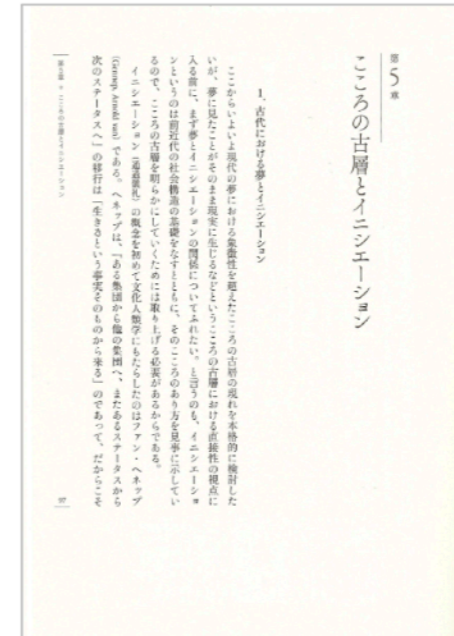 第5章
こころの古層とイニシエーション
1、古代における夢とイニシエーション
ここからいよいよ現代の夢における象徴性を超えたこころの古層の現れを本格的に検討した
いが、夢に見たことがそのまま現実に生じるなどというこころの古層における直接性の視点に
入る前に、まず夢とイニシエーションの関係についてふれたい。と言うのも、イニシエーショ
ンというのは前近代の社会構造の基礎をなすとともに、そのこころのあり方を見事に示してい
るので、こころの古層を明らかにしていくためには取り上げる必要があるからである。
イニシエーション(通過儀礼)の概念を初めて文化人類学にもたらしたのはファン・ヘネップ
(Gennep, Arnold van)である。ヘネップは、「ある集団から他の集団へ、またあるステータスから
次のステータスへ」の移行は「生きるという事実そのものから来る」のであって、だからこそ
第5章 ● こころの古層とイニシエーション
97